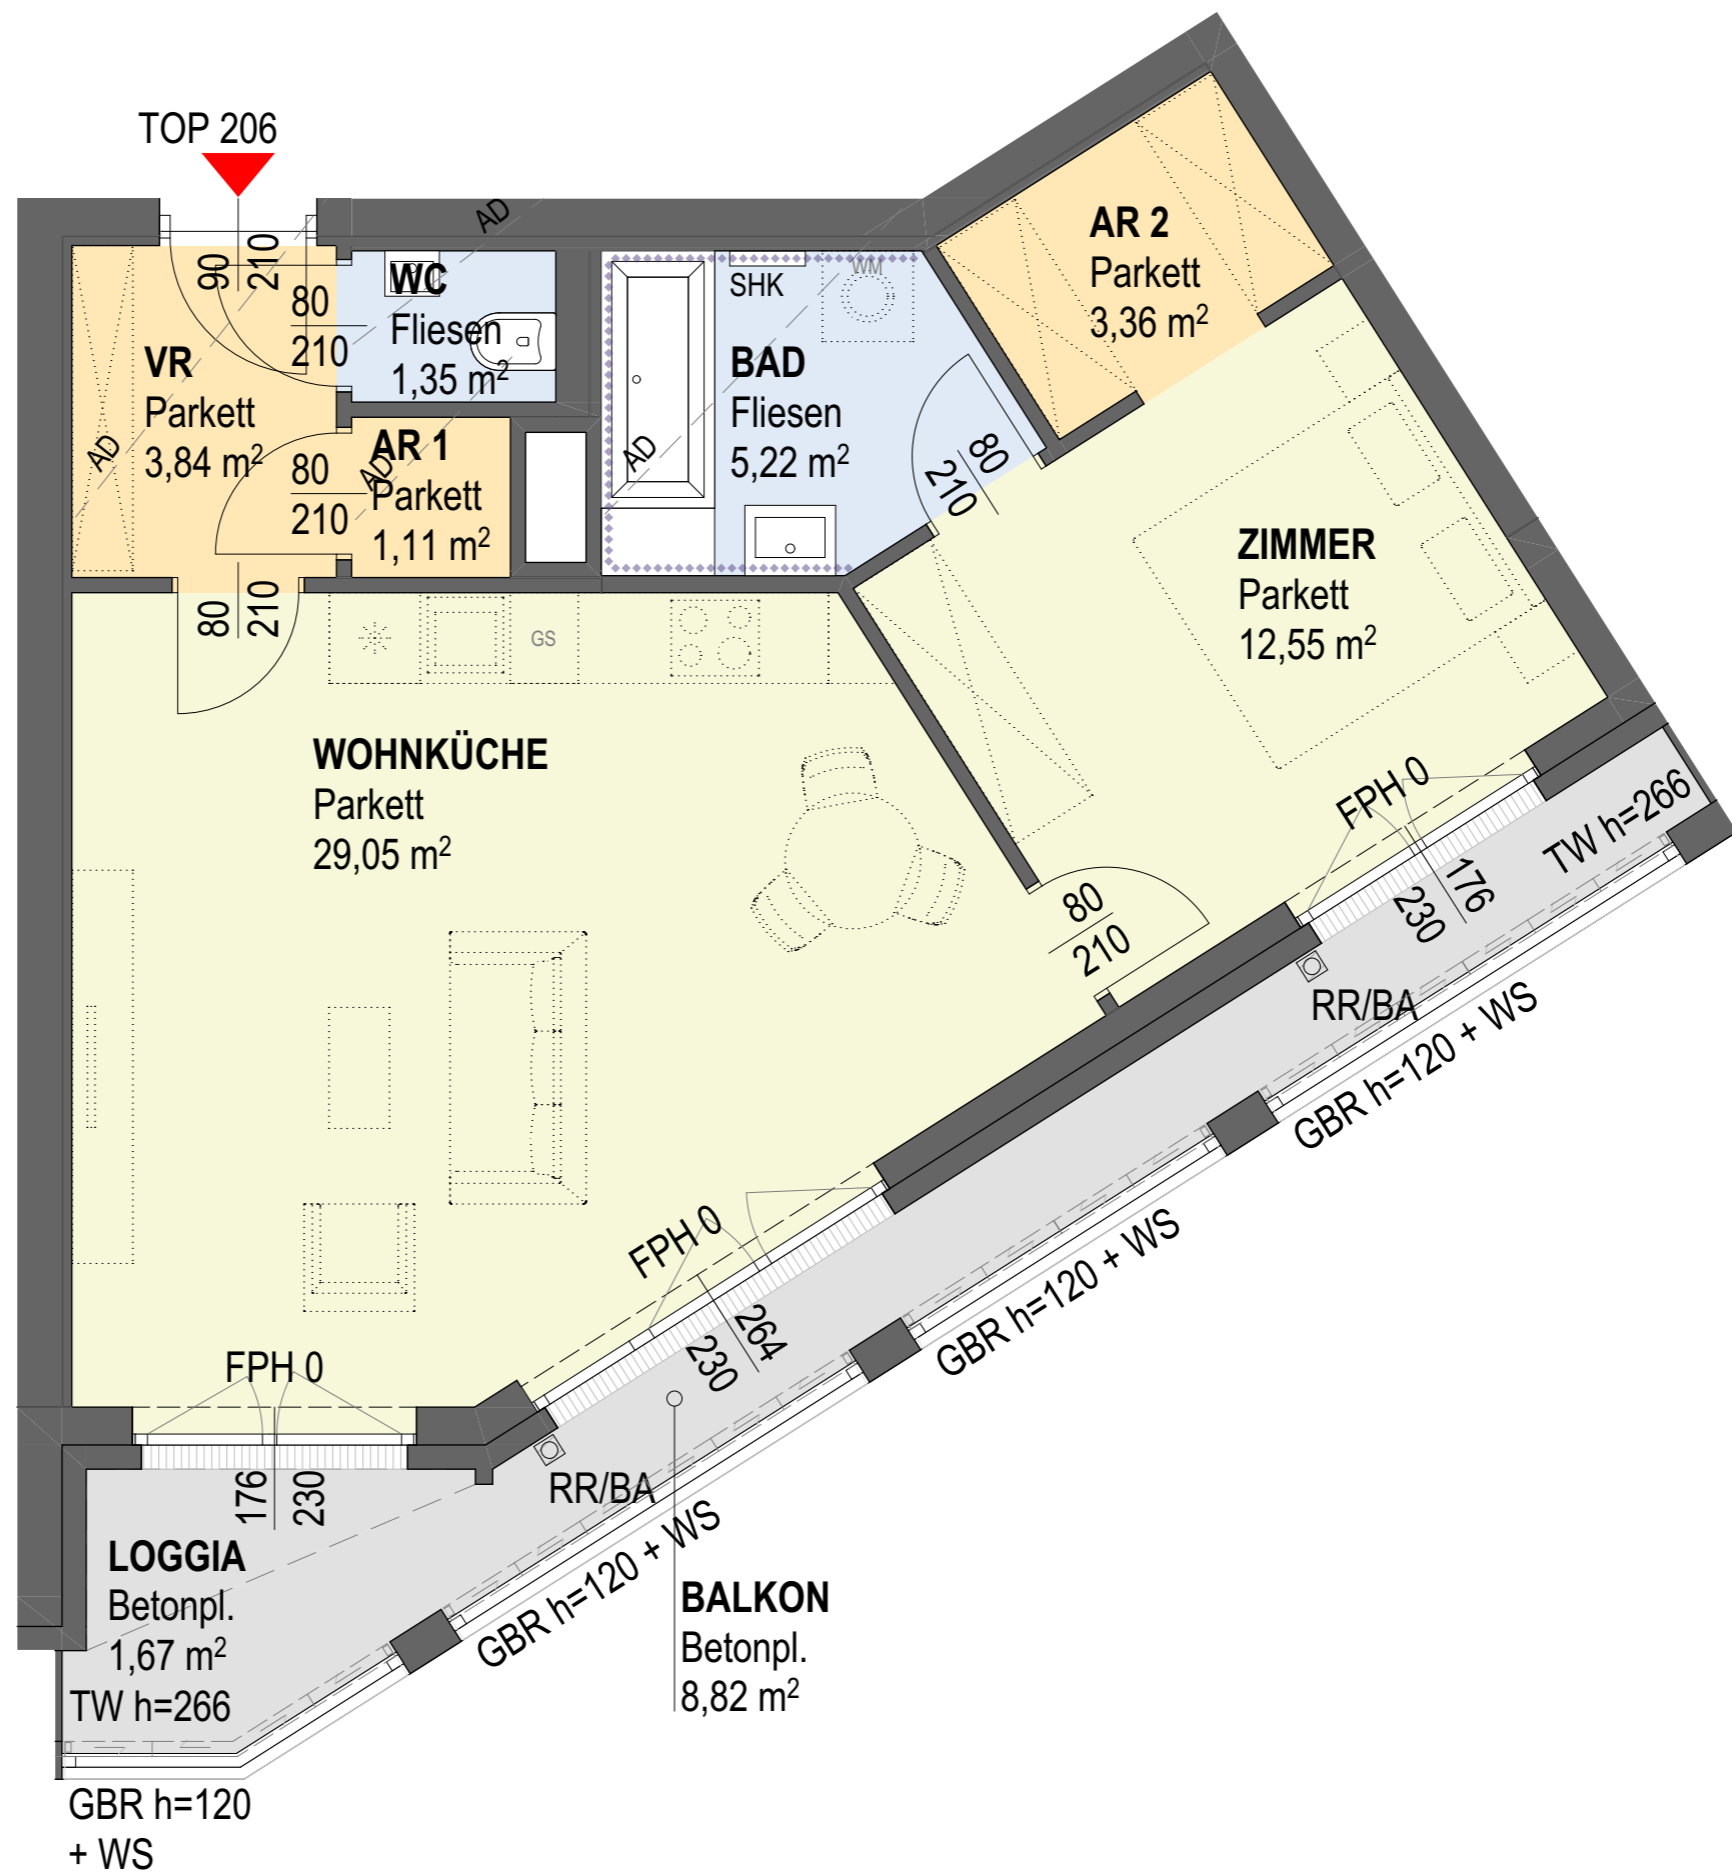 TOP 206
90
210
VR
Parkett
3,84 m²
AD
80
210
WC
Fliesen
1,35 m²
AD
80
210
AR 1
Parkett
1,11 m²
AD
80
210
SHK
WM
BAD
Fliesen
5,22 m²
AD
80
210
AR 2
Parkett
3,36 m²
ZIMMER
Parkett
12,55 m²
GS
WOHNKÜCHE
Parkett
29,05 m²
80
210
FPH 0
176
230
TW h=266
RR/BA
GBR h=120 + WS
FPH 0
264
230
GBR h=120 + WS
FPH 0
176
230
RR/BA
GBR h=120 + WS
LOGGIA
Betonpl.
1,67 m²
TW h=266
BALKON
Betonpl.
8,82 m²
GBR h=120
+ WS